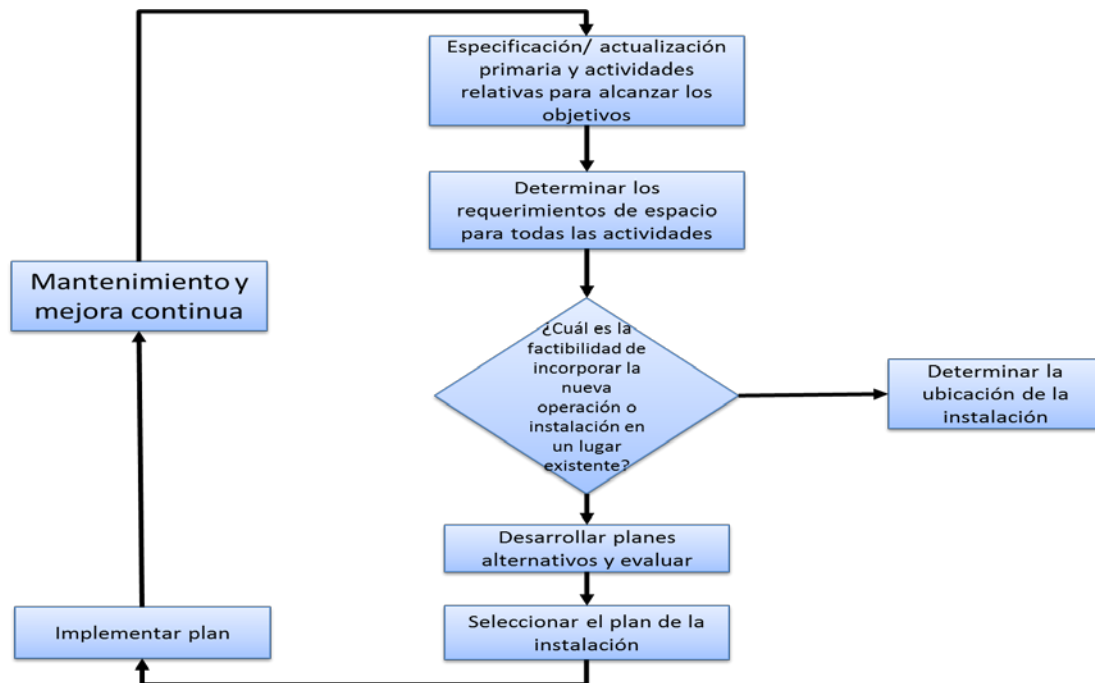 Especificación/ actualización
primaria y actividades
relativas para alcanzar los
objetivos
Determinar los
requerimientos de espacio
para todas las actividades
¿Cuál es la
factibilidad de
incorporar la
nueva
operación o
instalación en
un lugar
existente?
Determinar la
ubicación de la
instalación
Desarrollar planes
alternativos y evaluar
Seleccionar el plan de la
instalación
Implementar plan
Mantenimiento y
mejora continua